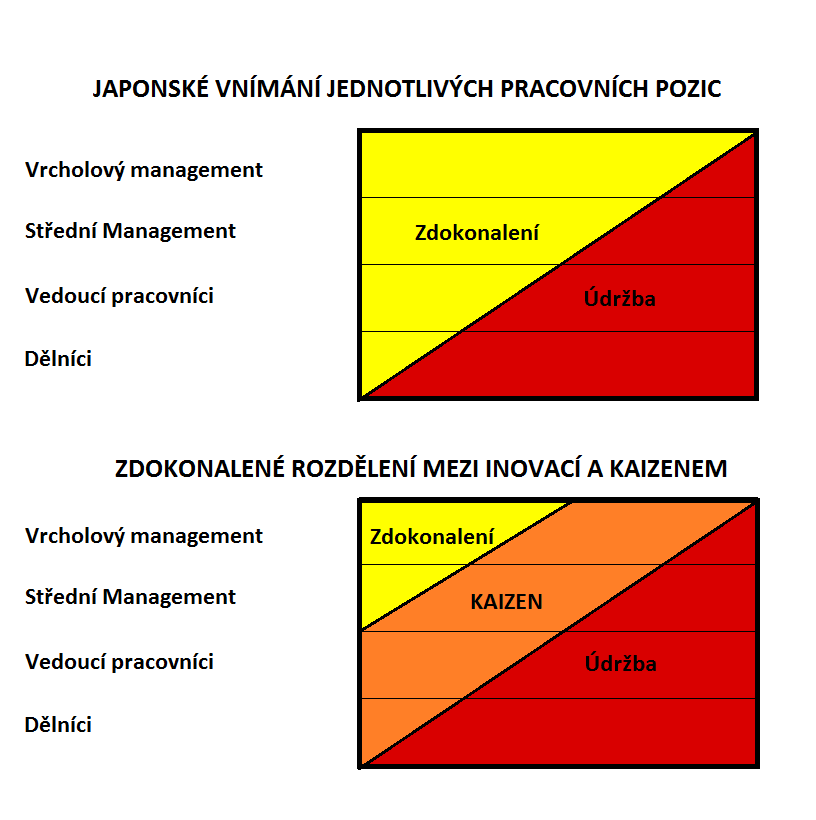 JAPONSKÉ VNÍMÁNÍ JEDNOTLIVÝCH PRACOVNÍCH POZIC
Vrcholový management
Střední Management
Zdokonalení
Vedoucí pracovníci
Údržba
Dělníci
ZDOKONALENÉ ROZDĚLENÍ MEZI INOVACÍ A KAIZENEM
Vrcholový management
Zdokonalení
Střední Management
KAIZEN
Vedoucí pracovníci
Údržba
Dělníci